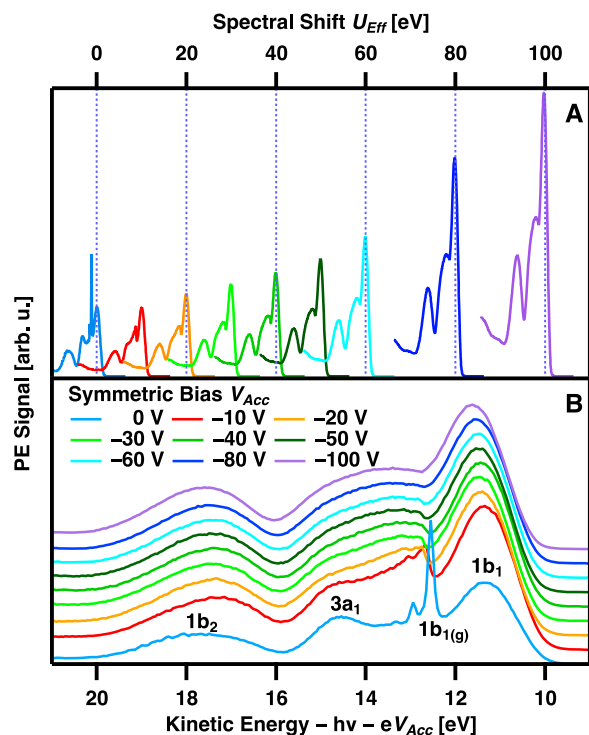 Spectral Shift U_Eff [eV]
0 20 40 60 80 100
A
PE Signal [arb. u.]
Symmetric Bias V_Acc
B
0 V −10 V −20 V
−30 V −40 V −50 V
−60 V −80 V −100 V
1b₂
3a₁
1b₁(g)
1b₁
20 18 16 14 12 10
Kinetic Energy − hν − eV_Acc [eV]